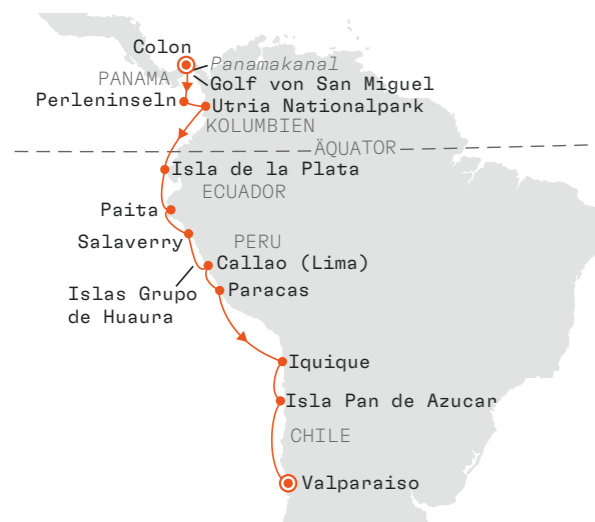 Colon
Panamakanal
PANAMA
Golf von San Miguel
Perleninseln
Utria Nationalpark
KOLUMBIEN
ÄQUATOR
Isla de la Plata
ECUADOR
Paita
Salaverry
PERU
Callao (Lima)
Islas Grupo
de Huaura
Paracas
Iquique
Isla Pan de Azucar
CHILE
Valparaiso